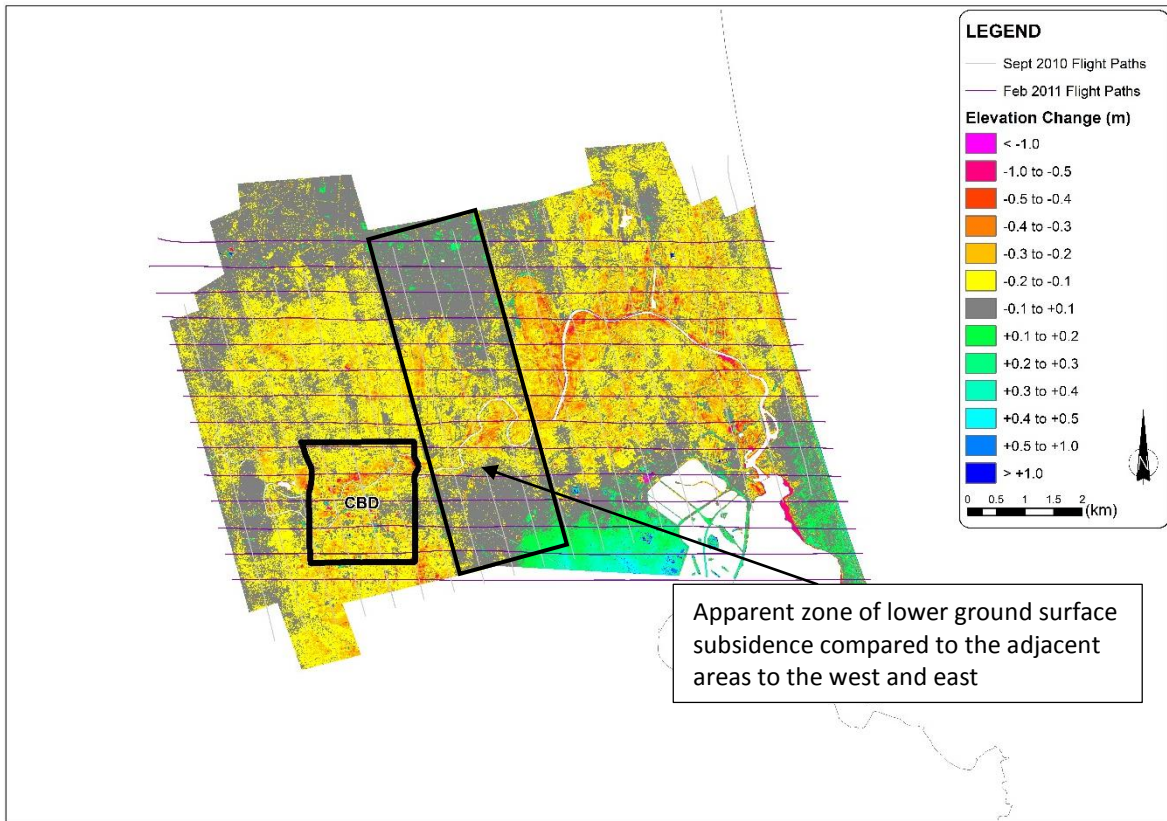 LEGEND
Sept 2010 Flight Paths
Feb 2011 Flight Paths
Elevation Change (m)
< -1.0
-1.0 to -0.5
-0.5 to -0.4
-0.4 to -0.3
-0.3 to -0.2
-0.2 to -0.1
-0.1 to +0.1
+0.1 to +0.2
+0.2 to +0.3
+0.3 to +0.4
+0.4 to +0.5
+0.5 to +1.0
> +1.0
N
0 0.5 1 1.5 2
(km)
CBD
Apparent zone of lower ground surface
subsidence compared to the adjacent
areas to the west and east